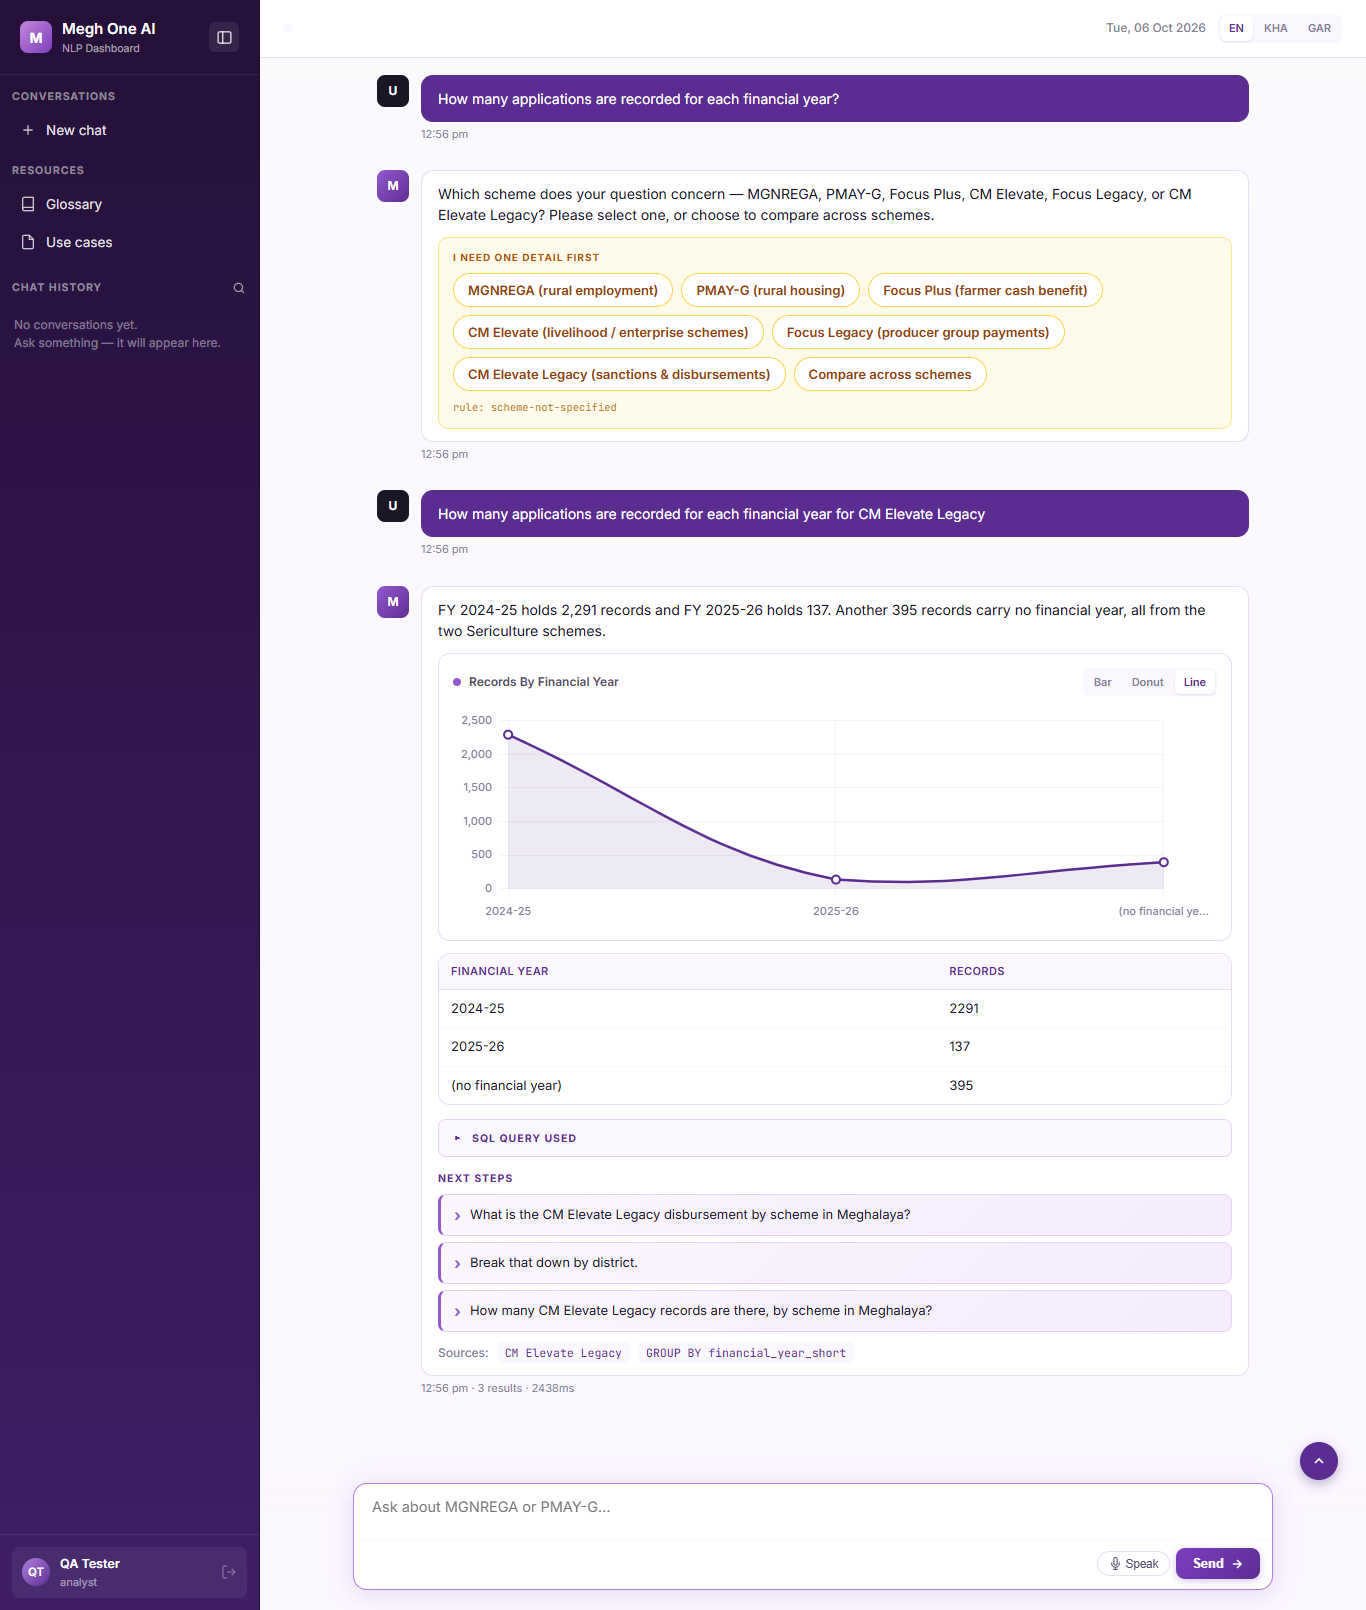 M
Megh One AI
NLP Dashboard
CONVERSATIONS
New chat
RESOURCES
Glossary
Use cases
CHAT HISTORY
No conversations yet.
Ask something — it will appear here.
QT
QA Tester
analyst
Tue, 06 Oct 2026
EN
KHA
GAR
U
How many applications are recorded for each financial year?
12:56 pm
M
Which scheme does your question concern — MGNREGA, PMAY-G, Focus Plus, CM Elevate, Focus Legacy, or CM
Elevate Legacy? Please select one, or choose to compare across schemes.
I NEED ONE DETAIL FIRST
MGNREGA (rural employment)
PMAY-G (rural housing)
Focus Plus (farmer cash benefit)
CM Elevate (livelihood / enterprise schemes)
Focus Legacy (producer group payments)
CM Elevate Legacy (sanctions & disbursements)
Compare across schemes
rule: scheme-not-specified
12:56 pm
U
How many applications are recorded for each financial year for CM Elevate Legacy
12:56 pm
M
FY 2024-25 holds 2,291 records and FY 2025-26 holds 137. Another 395 records carry no financial year, all from the
two Sericulture schemes.
Records By Financial Year
Bar
Donut
Line
2,500
2,000
1,500
1,000
500
0
2024-25
2025-26
(no financial ye...
FINANCIAL YEAR RECORDS
2024-25 2291
2025-26 137
(no financial year) 395
SQL QUERY USED
NEXT STEPS
What is the CM Elevate Legacy disbursement by scheme in Meghalaya?
Break that down by district.
How many CM Elevate Legacy records are there, by scheme in Meghalaya?
Sources: CM Elevate Legacy GROUP BY financial_year_short
12:56 pm · 3 results · 2438ms
Ask about MGNREGA or PMAY-G...
Speak
Send →